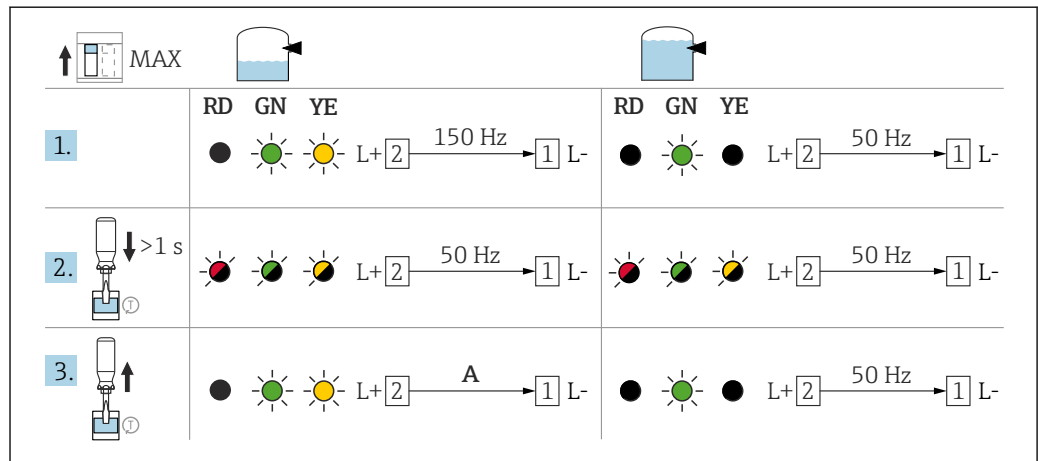 MAX
RD GN YE RD GN YE
1. L+ 2 150 Hz 1 L- L+ 2 50 Hz 1 L-
2. >1 s L+ 2 50 Hz 1 L- L+ 2 50 Hz 1 L-
T
3. L+ 2 A 1 L- L+ 2 50 Hz 1 L-
T